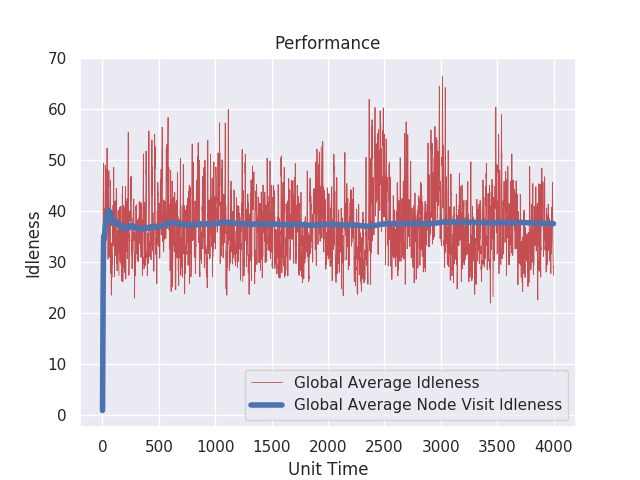 Performance
70
60
50
40
30
20
10
0
Idleness
0 500 1000 1500 2000 2500 3000 3500 4000
Unit Time
Global Average Idleness
Global Average Node Visit Idleness